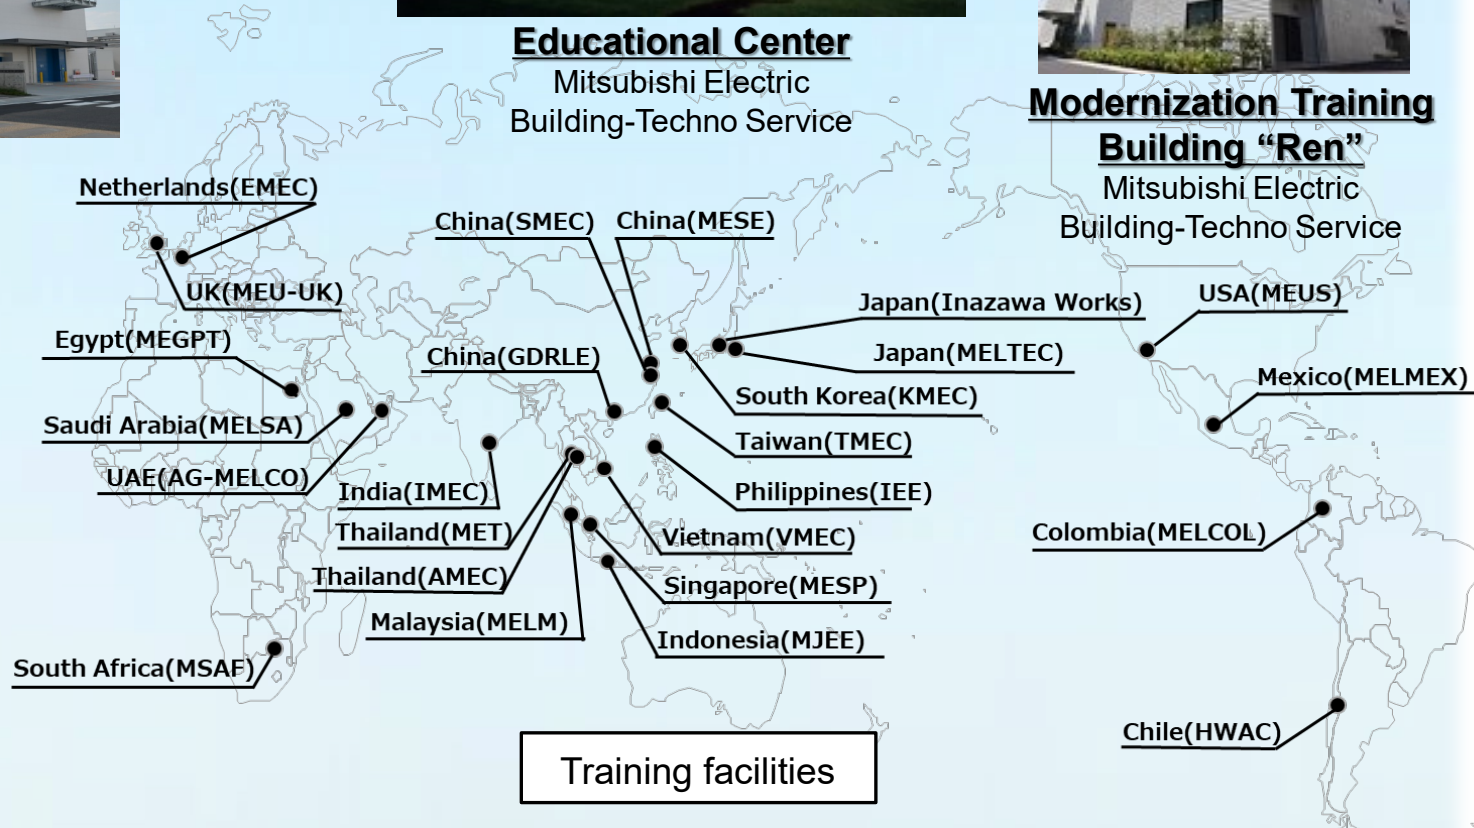 Educational Center
Mitsubishi Electric
Building-Techno Service
Modernization Training
Building “Ren”
Mitsubishi Electric
Building-Techno Service
Netherlands(EMEC)
China(SMEC)
China(MESE)
UK(MEU-UK)
Japan(Inazawa Works)
USA(MEUS)
Egypt(MEGPT)
China(GDRLE)
Japan(MELTEC)
Mexico(MELMEX)
South Korea(KMEC)
Saudi Arabia(MELSA)
Taiwan(TMEC)
UAE(AG-MELCO)
India(IMEC)
Philippines(IEE)
Thailand(MET)
Vietnam(VMEC)
Colombia(MELCOL)
Thailand(AMEC)
Singapore(MESP)
Malaysia(MELM)
Indonesia(MJEE)
South Africa(MSAF)
Chile(HWAC)
Training facilities